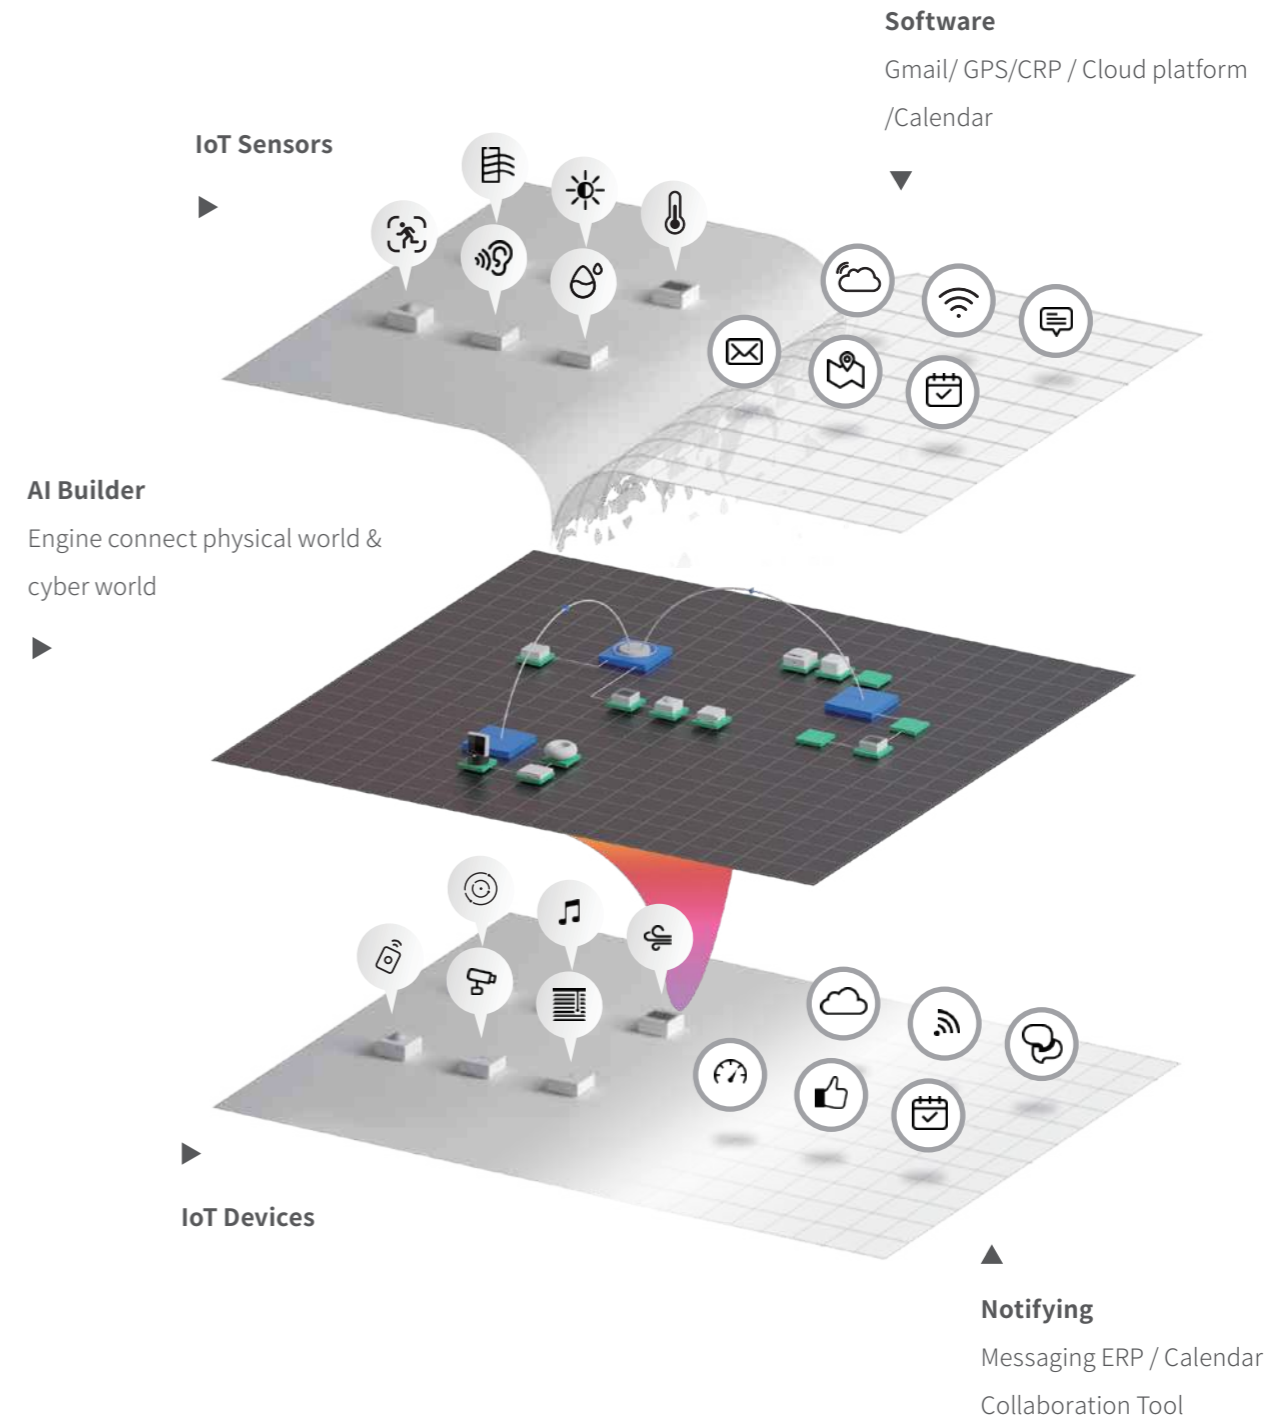 Software
Gmail/ GPS/CRP / Cloud platform
/Calendar
IoT Sensors
AI Builder
Engine connect physical world &
cyber world
IoT Devices
Notifying
Messaging ERP / Calendar
Collaboration Tool